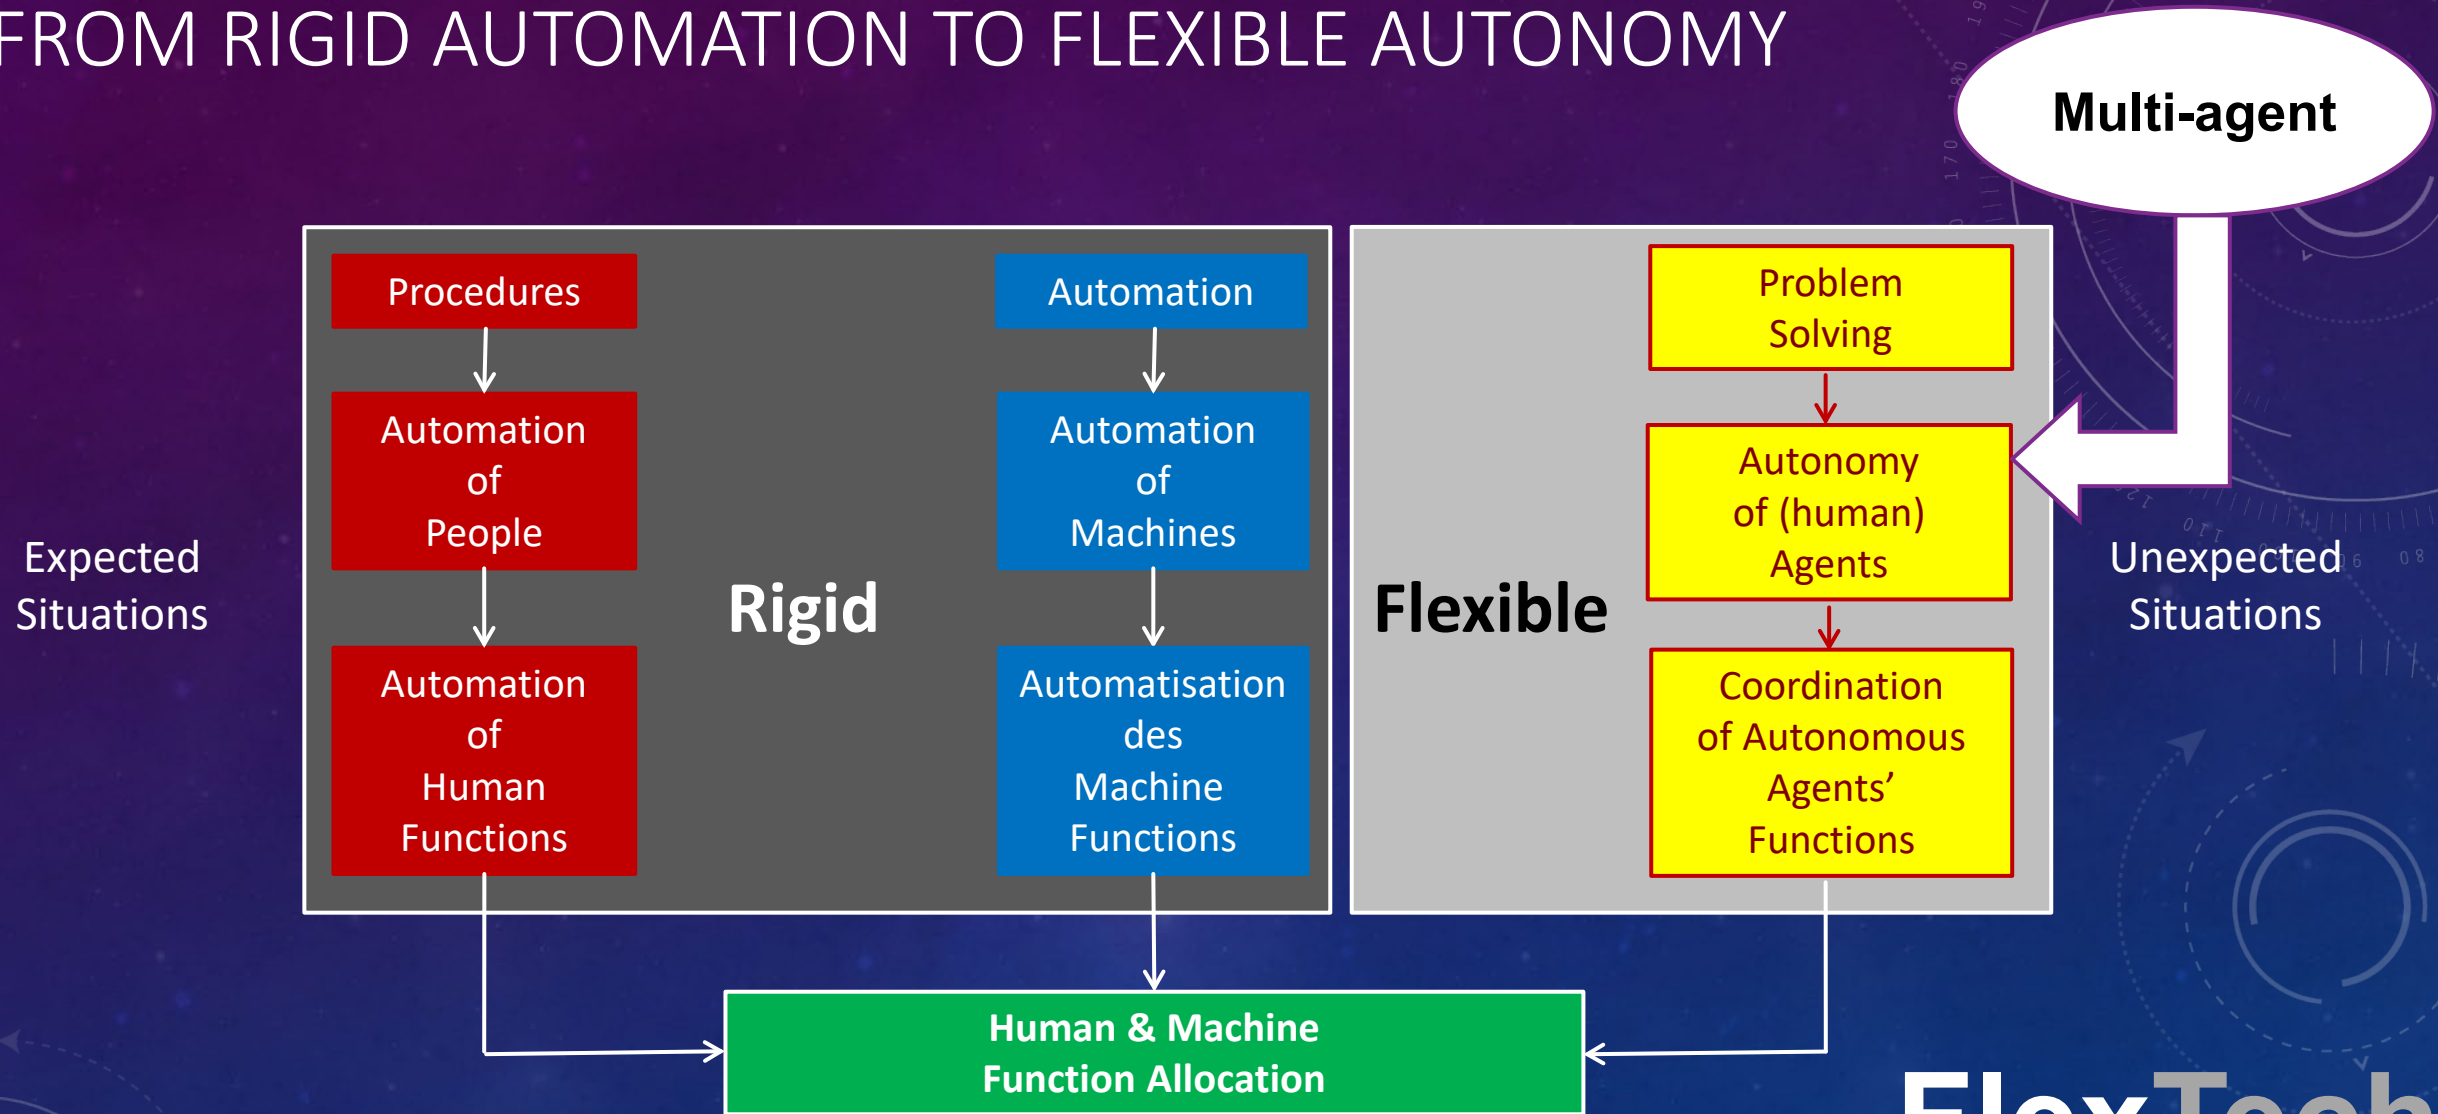 FROM RIGID AUTOMATION TO FLEXIBLE AUTONOMY
Multi-agent
Expected
Situations
Procedures
Automation
of
People
Automation
of
Human
Functions
Rigid
Automation
Automation
of
Machines
Automatisation
des
Machine
Functions
Flexible
Problem
Solving
Autonomy
of (human)
Agents
Coordination
of Autonomous
Agents’
Functions
Unexpected
Situations
Human & Machine
Function Allocation
FlexTech